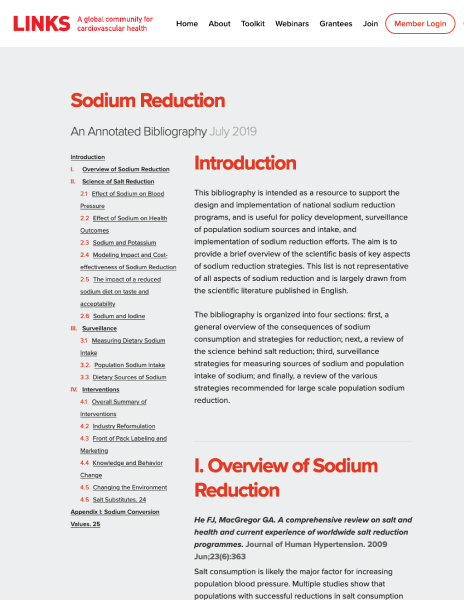 LINKS A global community for
cardiovascular health
Home About Toolkit Webinars Grantees Join Member Login
Sodium Reduction
An Annotated Bibliography July 2019
Introduction
I. Overview of Sodium Reduction
II. Science of Salt Reduction
2.1 Effect of Sodium on Blood
Pressure
2.2 Effect of Sodium on Health
Outcomes
2.3 Sodium and Potassium
2.4 Modeling Impact and Cost-
effectiveness of Sodium Reduction
2.5 The impact of a reduced
sodium diet on taste and
acceptability
2.6 Sodium and Iodine
III. Surveillance
3.1 Measuring Dietary Sodium
Intake
3.2. Population Sodium Intake
3.3 Dietary Sources of Sodium
IV. Interventions
4.1 Overall Summary of
Interventions
4.2 Industry Reformulation
4.3 Front of Pack Labeling and
Marketing
4.4 Knowledge and Behavior
Change
4.5 Changing the Environment
4.6 Salt Substitutes. 24
Appendix I: Sodium Conversion
Values. 25
Introduction
This bibliography is intended as a resource to support the
design and implementation of national sodium reduction
programs, and is useful for policy development, surveillance
of population sodium sources and intake, and
implementation of sodium reduction efforts. The aim is to
provide a brief overview of the scientific basis of key aspects
of sodium reduction strategies. This list is not representative
of all aspects of sodium reduction and is largely drawn from
the scientific literature published in English.
The bibliography is organized into four sections: first, a
general overview of the consequences of sodium
consumption and strategies for reduction; next, a review of
the science behind salt reduction; third, surveillance
strategies for measuring sources of sodium and population
intake of sodium; and finally, a review of the various
strategies recommended for large scale population sodium
reduction.
I. Overview of Sodium
Reduction
He FJ, MacGregor GA. A comprehensive review on salt and
health and current experience of worldwide salt reduction
programmes. Journal of Human Hypertension. 2009
Jun;23(6):363
Salt consumption is likely the major factor for increasing
population blood pressure. Multiple studies show that
populations with successful reductions in salt consumption